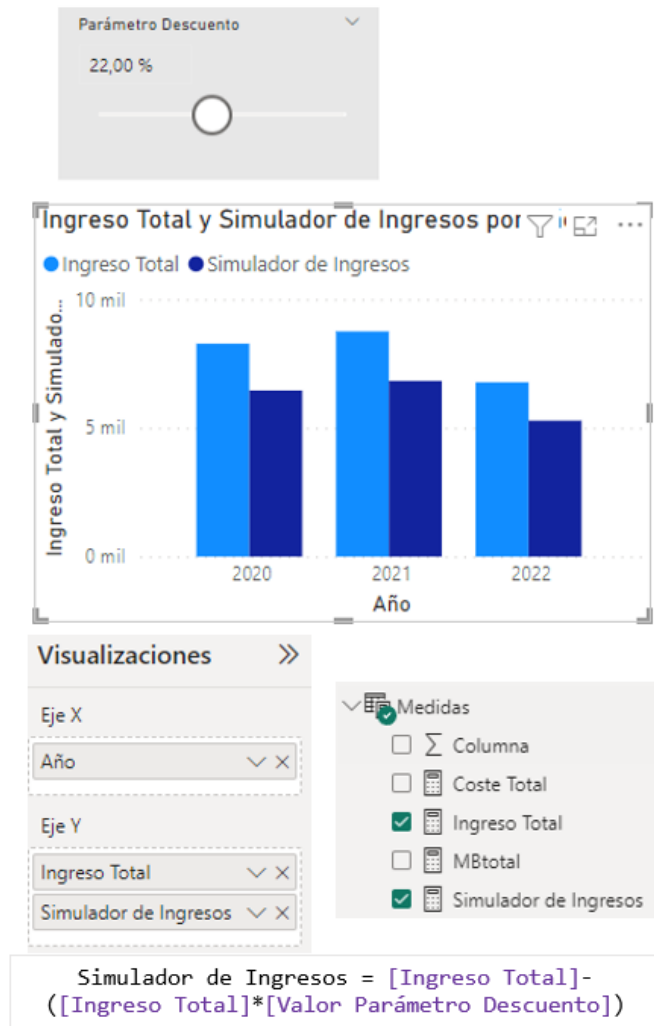 Parámetro Descuento
22,00 %
Ingreso Total y Simulador de Ingresos por
Ingreso Total Simulador de Ingresos
Ingreso Total y Simulado...
10 mil
5 mil
0 mil
2020 2021 2022
Año
Visualizaciones
Eje X
Año
Eje Y
Ingreso Total
Simulador de Ingresos
Medidas
Columna
Coste Total
Ingreso Total
MBtotal
Simulador de Ingresos
Simulador de Ingresos = [Ingreso Total]-
([Ingreso Total]*[Valor Parámetro Descuento])